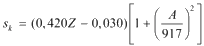 s_k = (0,420Z − 0,030)[1 + (A/917)^2]